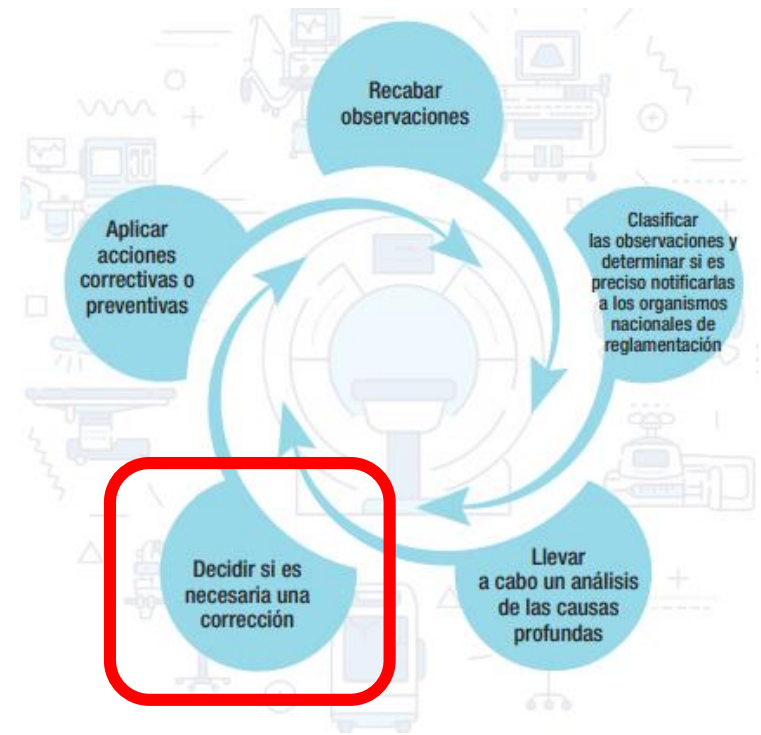 Recabar
observaciones
Clasificar
las observaciones y
determinar si es
preciso notificarlas
a los organismos
nacionales de
reglamentación
Llevar
a cabo un análisis
de las causas
profundas
Decidir si es
necesaria una
corrección
Aplicar
acciones
correctivas o
preventivas